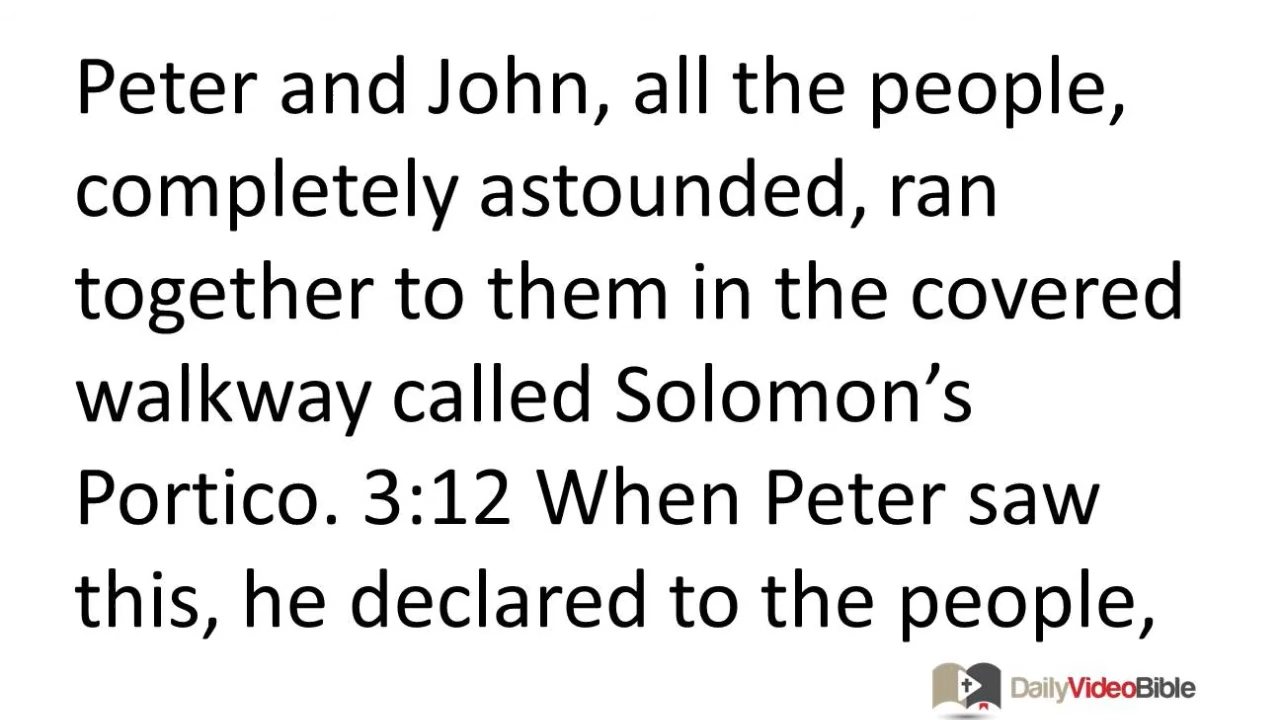 Peter and John, all the people,
completely astounded, ran
together to them in the covered
walkway called Solomon’s
Portico. 3:12 When Peter saw
this, he declared to the people,
DailyVideoBible